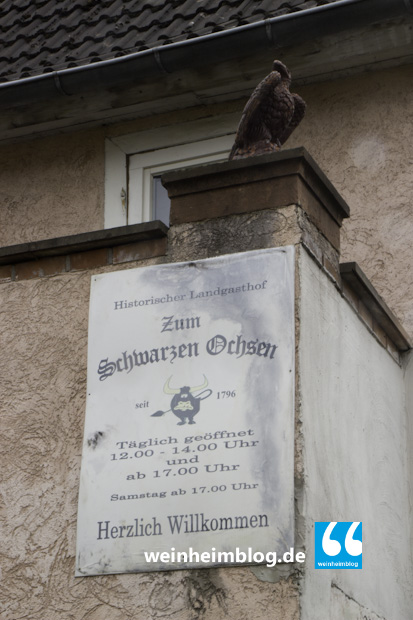 Historischer Landgasthof
Zum
Schwarzen Ochsen
seit 1796
Täglich geöffnet
12.00 - 14.00 Uhr
und
ab 17.00 Uhr
Samstag ab 17.00 Uhr
Herzlich Willkommen
weinheimblog.de
weinheimblog